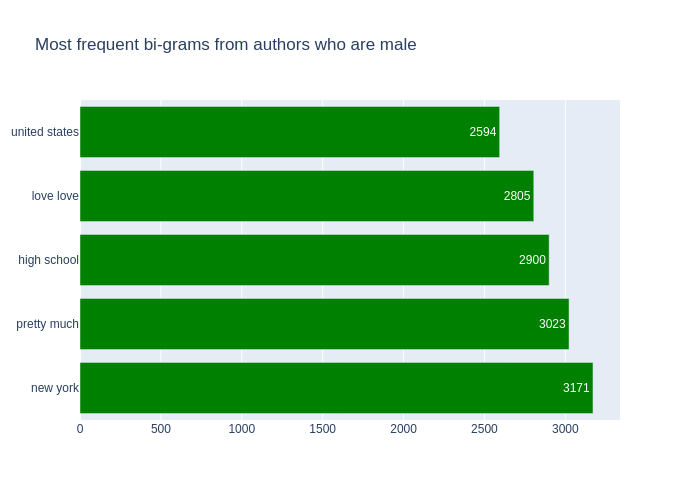 Most frequent bi-grams from authors who are male
united states 2594
love love 2805
high school 2900
pretty much 3023
new york 3171
0 500 1000 1500 2000 2500 3000